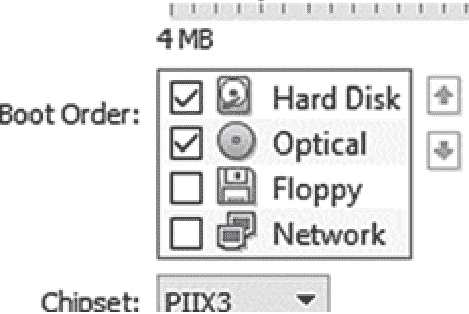 4 MB
Boot Order:
Hard Disk
Optical
Floppy
Network
Chipset: PIIX3